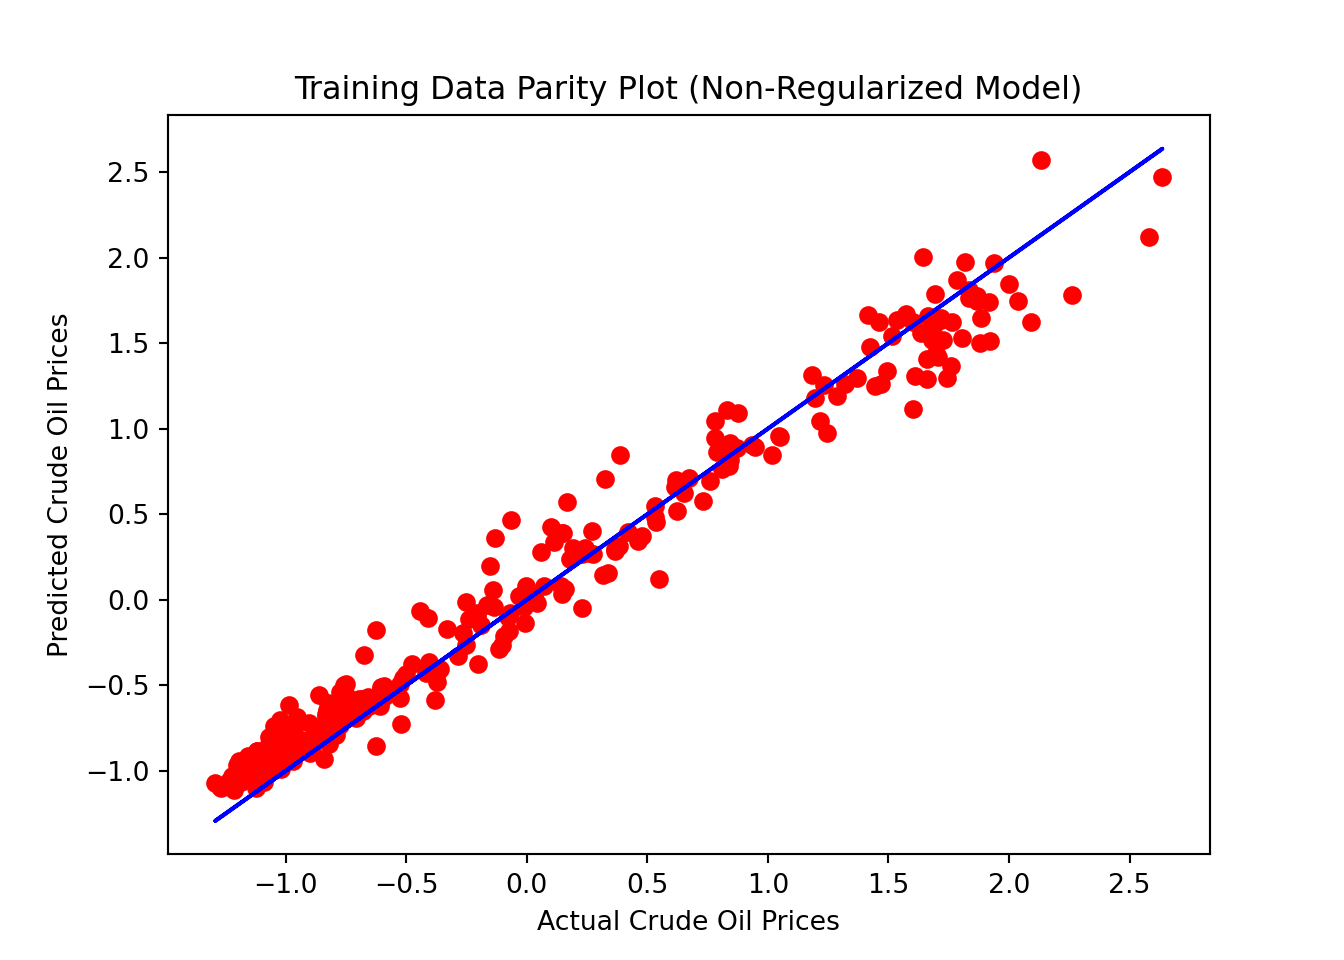 Training Data Parity Plot (Non-Regularized Model)
Predicted Crude Oil Prices
2.5
2.0
1.5
1.0
0.5
0.0
−0.5
−1.0
−1.0 −0.5 0.0 0.5 1.0 1.5 2.0 2.5
Actual Crude Oil Prices